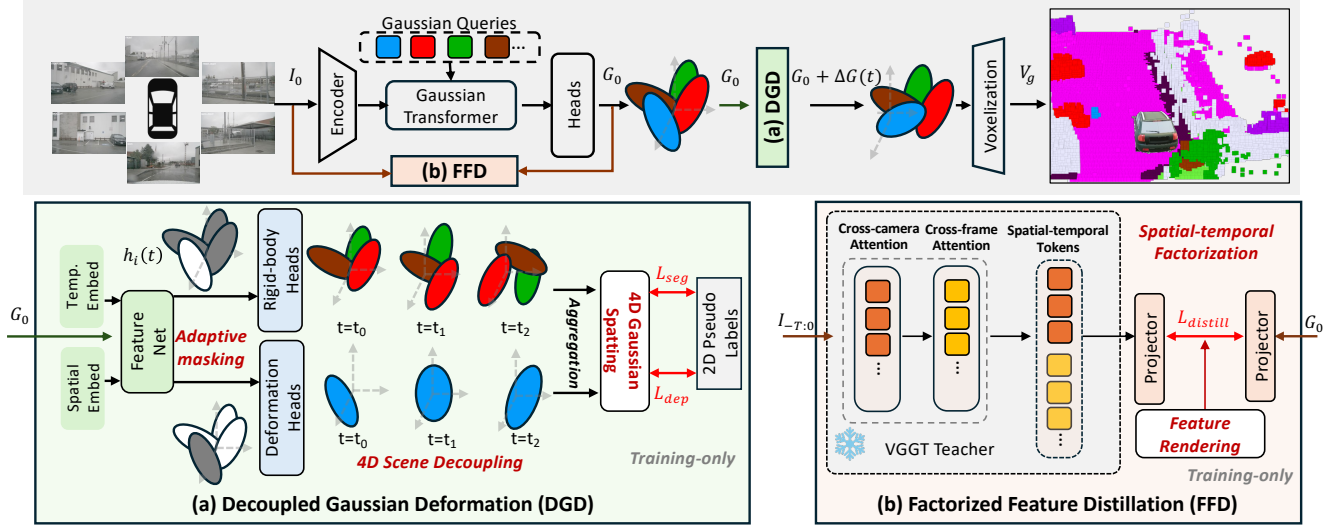 Gaussian Queries
...
I_0
Encoder
Gaussian
Transformer
Heads
G_0
G_0
(a) DGD
G_0 + ΔG(t)
Voxelization
V_g
(b) FFD
G_0
Temp.
Embed
Spatial
Embed
Feature
Net
h_i(t)
Adaptive
masking
Rigid-body
Heads
Deformation
Heads
t=t_0
t=t_1
t=t_2
t=t_0
t=t_1
t=t_2
4D Scene Decoupling
Aggregation
4D Gaussian
Spatting
L_seg
L_dep
2D Pseudo
Labels
Training-only
(a) Decoupled Gaussian Deformation (DGD)
I_{-T:0}
Cross-camera
Attention
Cross-frame
Attention
Spatial-temporal
Tokens
...
...
...
VGGT Teacher
Spatial-temporal
Factorization
Projector
L_distill
Projector
G_0
Feature
Rendering
Training-only
(b) Factorized Feature Distillation (FFD)